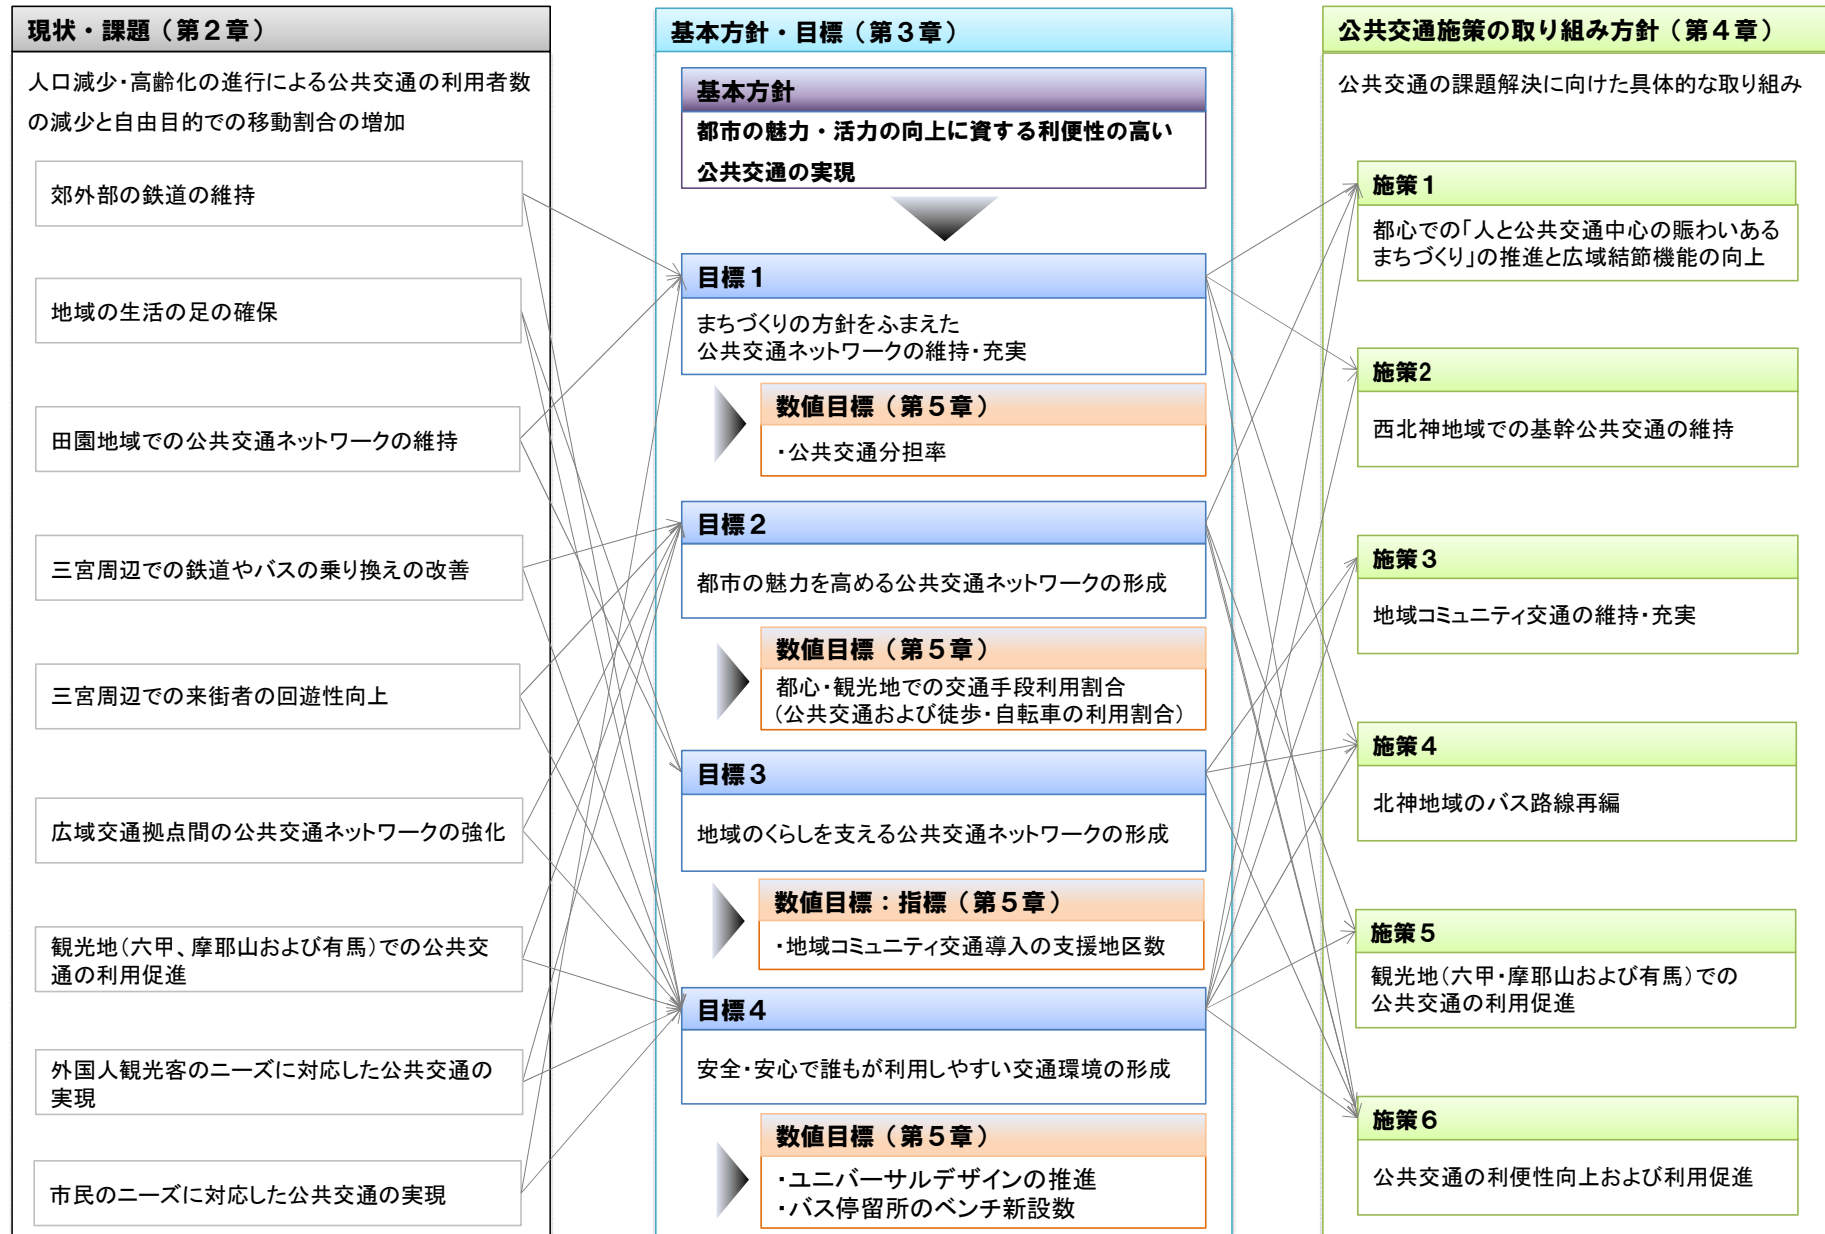 現状・課題（第２章）
人口減少・高齢化の進行による公共交通の利用者数
の減少と自由目的での移動割合の増加
郊外部の鉄道の維持
地域の生活の足の確保
田園地域での公共交通ネットワークの維持
三宮周辺での鉄道やバスの乗り換えの改善
三宮周辺での来街者の回遊性向上
広域交通拠点間の公共交通ネットワークの強化
観光地（六甲、摩耶山および有馬）での公共交
通の利用促進
外国人観光客のニーズに対応した公共交通の
実現
市民のニーズに対応した公共交通の実現
基本方針・目標（第３章）
基本方針
都市の魅力・活力の向上に資する利便性の高い
公共交通の実現
目標１
まちづくりの方針をふまえた
公共交通ネットワークの維持・充実
数値目標（第５章）
・公共交通分担率
目標２
都市の魅力を高める公共交通ネットワークの形成
数値目標（第５章）
都心・観光地での交通手段利用割合
（公共交通および徒歩・自転車の利用割合）
目標３
地域のくらしを支える公共交通ネットワークの形成
数値目標：指標（第５章）
・地域コミュニティ交通導入の支援地区数
目標４
安全・安心で誰もが利用しやすい交通環境の形成
数値目標（第５章）
・ユニバーサルデザインの推進
・バス停留所のベンチ新設数
公共交通施策の取り組み方針（第４章）
公共交通の課題解決に向けた具体的な取り組み
施策１
都心での「人と公共交通中心の賑わいある
まちづくり」の推進と広域結節機能の向上
施策2
西北神地域での基幹公共交通の維持
施策３
地域コミュニティ交通の維持・充実
施策４
北神地域のバス路線再編
施策５
観光地（六甲・摩耶山および有馬）での
公共交通の利用促進
施策６
公共交通の利便性向上および利用促進